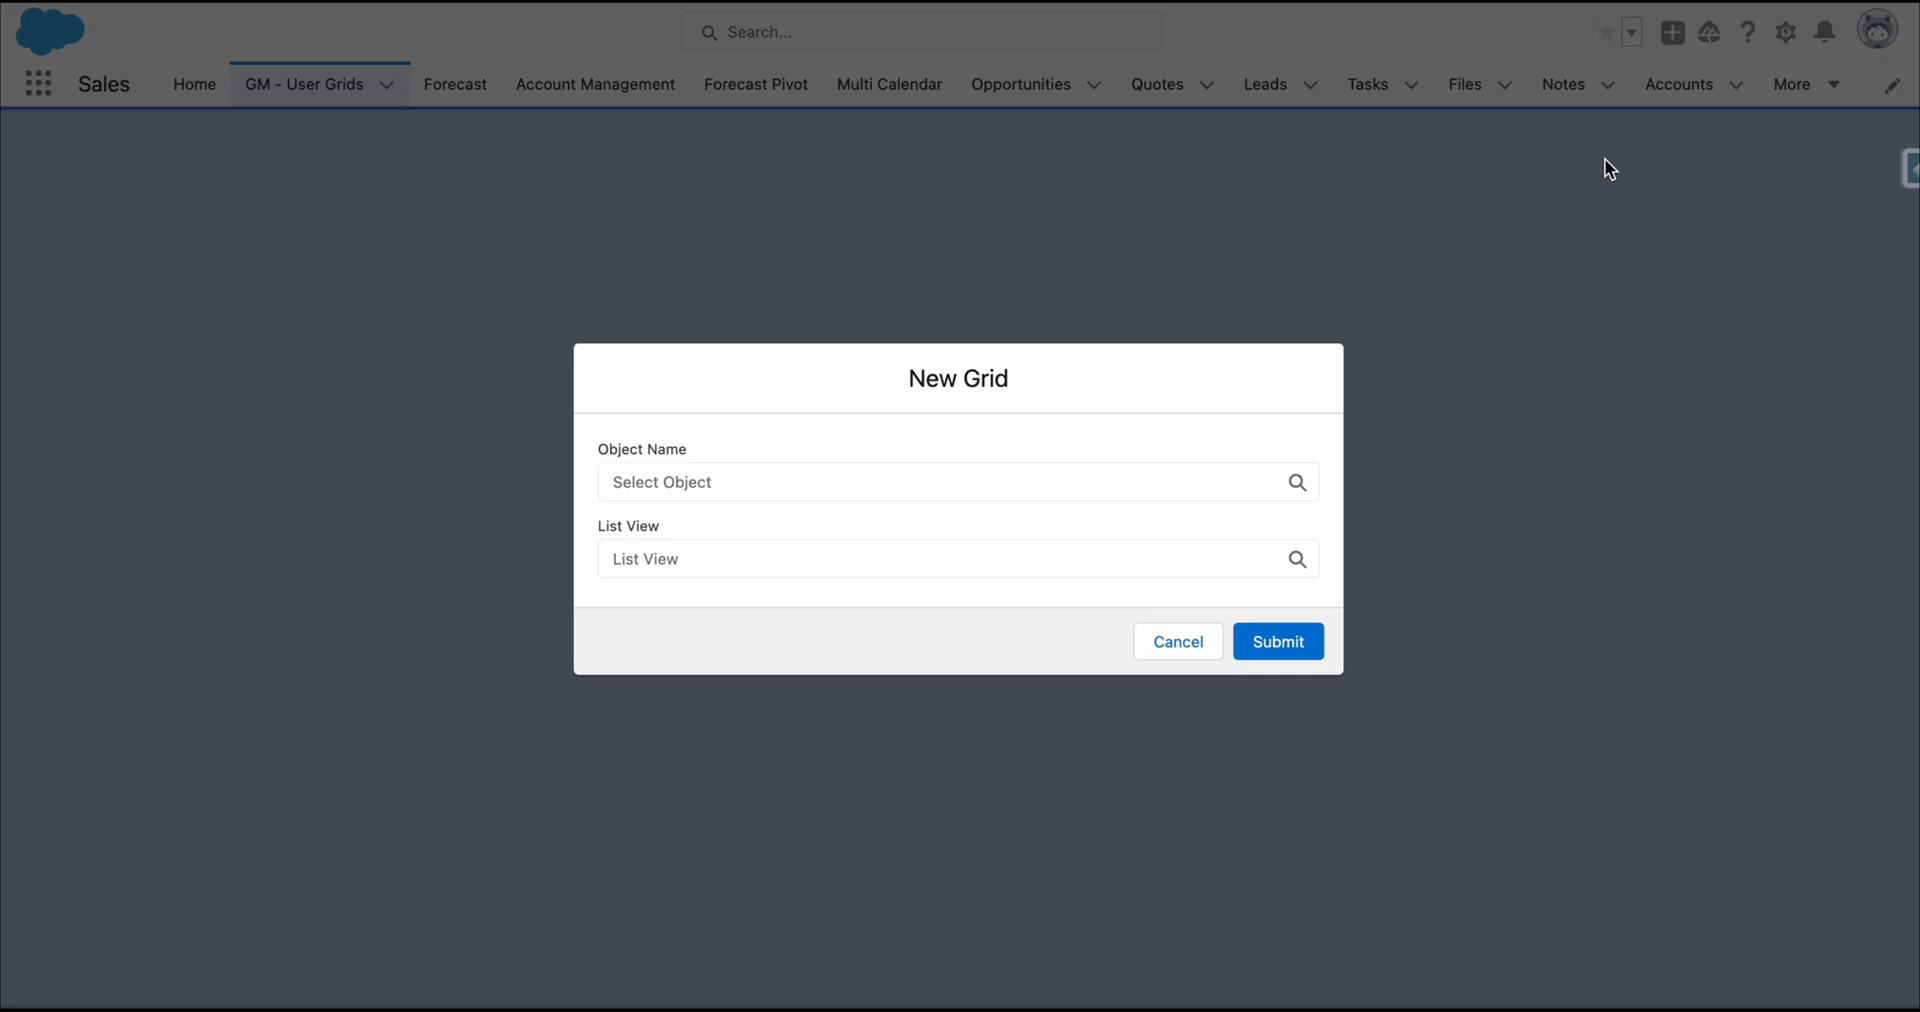 Search...
Sales
Home
GM - User Grids
Forecast
Account Management
Forecast Pivot
Multi Calendar
Opportunities
Quotes
Leads
Tasks
Files
Notes
Accounts
More
New Grid
Object Name
Select Object
List View
List View
Cancel
Submit